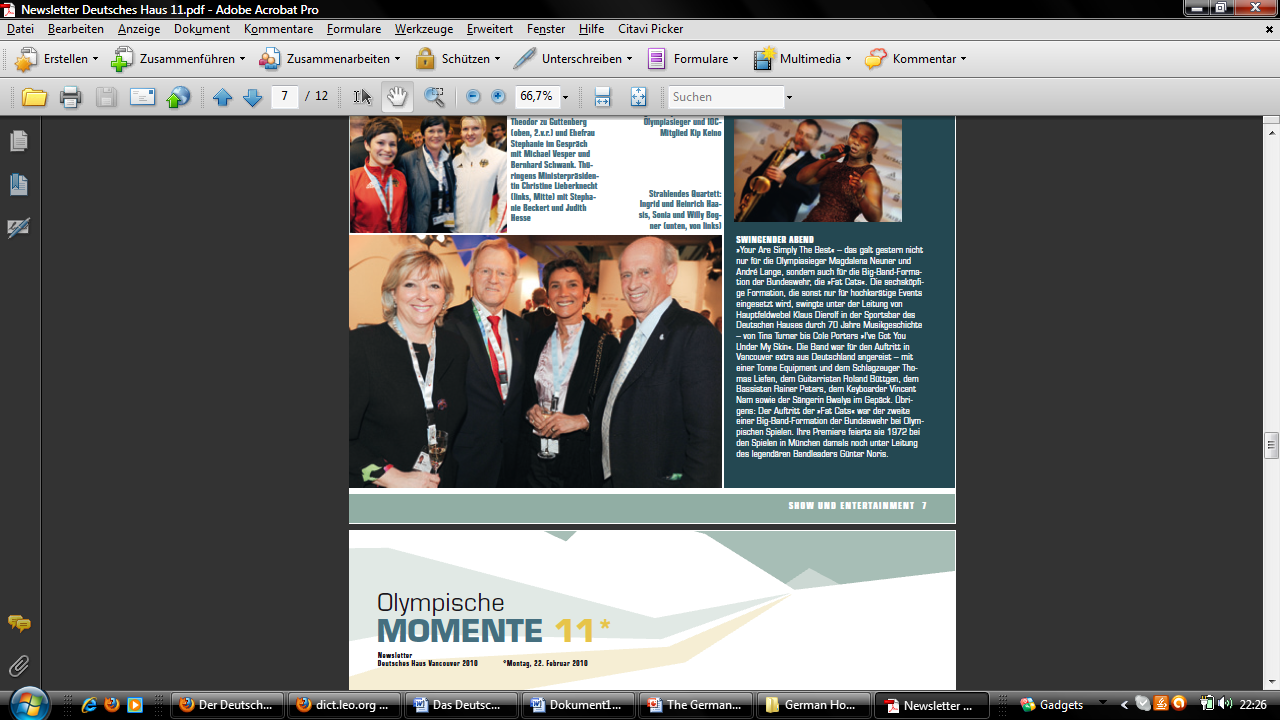 Newsletter Deutsches Haus 11.pdf - Adobe Acrobat Pro
Datei Bearbeiten Anzeige Dokument Kommentare Formulare Werkzeuge Erweitert Fenster Hilfe Citavi Picker
Erstellen Zusammenführen Zusammenarbeiten Schützen Unterschreiben Formulare Multimedia Kommentar
7 / 12 66,7% Suchen
Theodor zu Guttenberg
(oben, 2.v.r.) und Ehefrau
Stephanie im Gespräch
mit Michael Vesper und
Bernhard Schwank. Thü-
ringens Ministerpräsiden-
tin Christine Lieberknecht
(links, Mitte) mit Stepha-
nie Beckert und Judith
Hesse
Olympiasieger und IOC-
Mitglied Kip Keino
Strahlendes Quartett:
Ingrid und Heinrich Haa-
sis, Sonia und Willy Bog-
ner (unten, von links)
SWINGENDER ABEND
»Your Are Simply The Best« – das galt gestern nicht
nur für die Olympiasieger Magdalena Neuner und
André Lange, sondern auch für die Big-Band-Forma-
tion der Bundeswehr, die »Fat Cats«. Die sechsköpfi-
ge Formation, die sonst nur für hochkarätige Events
eingesetzt wird, swingte unter der Leitung von
Hauptfeldwebel Klaus Dierolf in der Sportsbar des
Deutschen Hauses durch 70 Jahre Musikgeschichte
– von Tina Turner bis Cole Porters »I've Got You
Under My Skin«. Die Band war für den Auftritt in
Vancouver extra aus Deutschland angereist – mit
einer Tonne Equipment und dem Schlagzeuger Tho-
mas Liefen, dem Guitarristen Roland Büttgen, dem
Bassisten Rainer Peters, dem Keyboarder Vincent
Nam sowie der Sängerin Bwalya im Gepäck. Übri-
gens: Der Auftritt der »Fat Cats« war der zweite
einer Big-Band-Formation der Bundeswehr bei Olym-
pischen Spielen. Ihre Premiere feierte sie 1972 bei
den Spielen in München damals noch unter Leitung
des legendären Bandleaders Günter Noris.
SHOW UND ENTERTAINMENT 7
Olympische
MOMENTE 11*
Newsletter
Deutsches Haus Vancouver 2010 *Montag, 22. Februar 2010
Der Deutsch... dict.leo.org ... Das Deutsc... Dokument1... The German... German Ho... Newsletter ... Gadgets 22:26